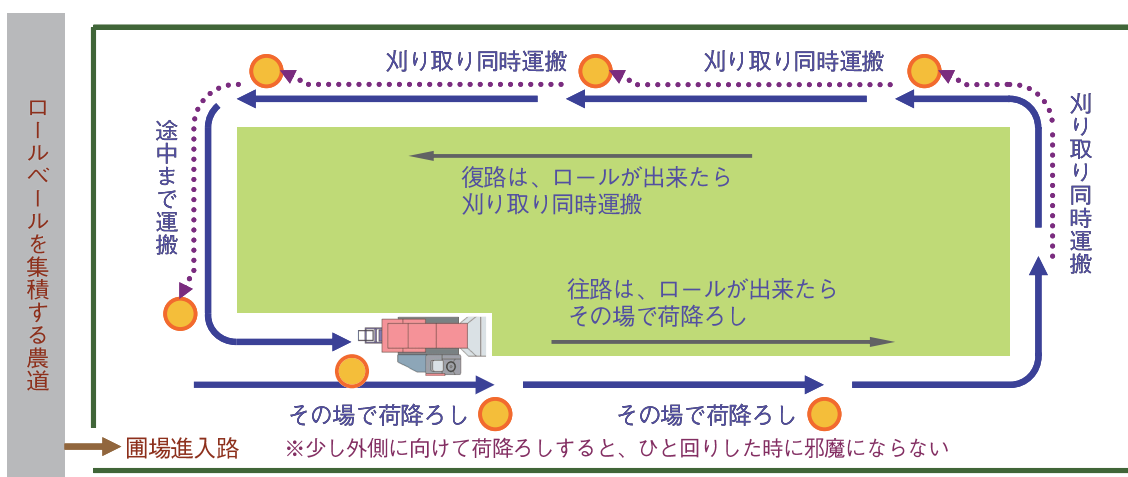 ロールベールを集積する農道
刈り取り同時運搬
刈り取り同時運搬
刈り取り同時運搬
途中まで運搬
復路は、ロールが出来たら
刈り取り同時運搬
往路は、ロールが出来たら
その場で荷降ろし
その場で荷降ろし
その場で荷降ろし
圃場進入路
※少し外側に向けて荷降ろしすると、ひと回りした時に邪魔にならない